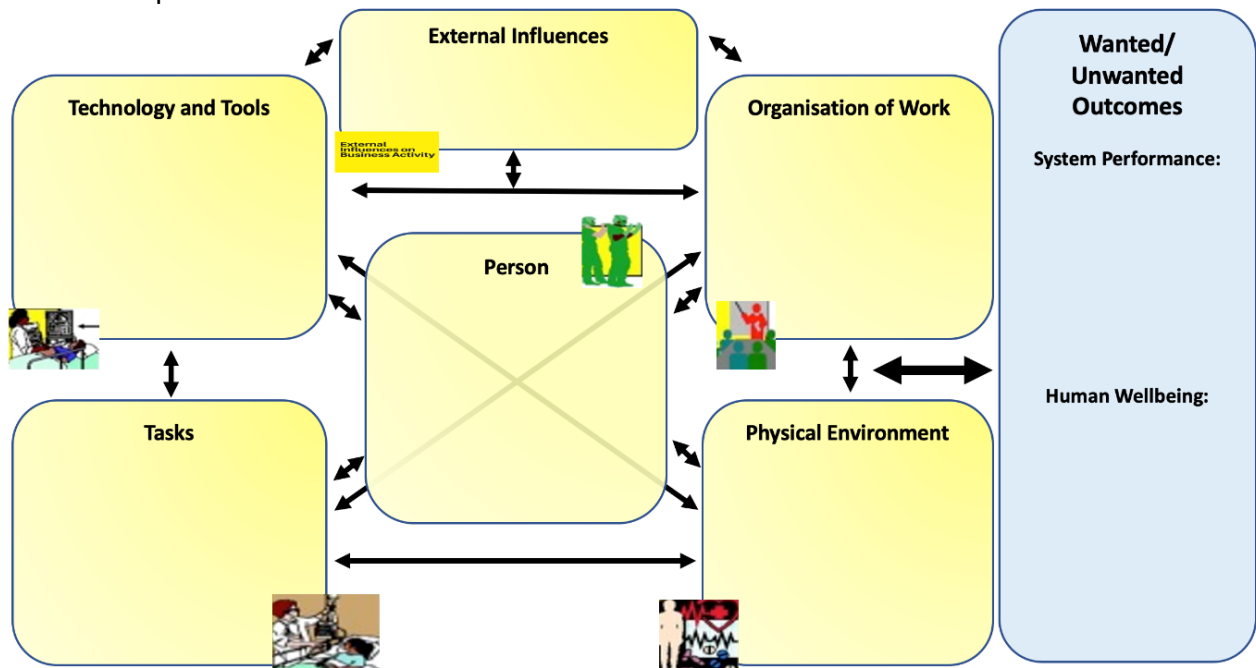 External Influences
Technology and Tools
Organisation of Work
External
Influences on
Business Activity
Person
Tasks
Physical Environment
Wanted/
Unwanted
Outcomes
System Performance:
Human Wellbeing: